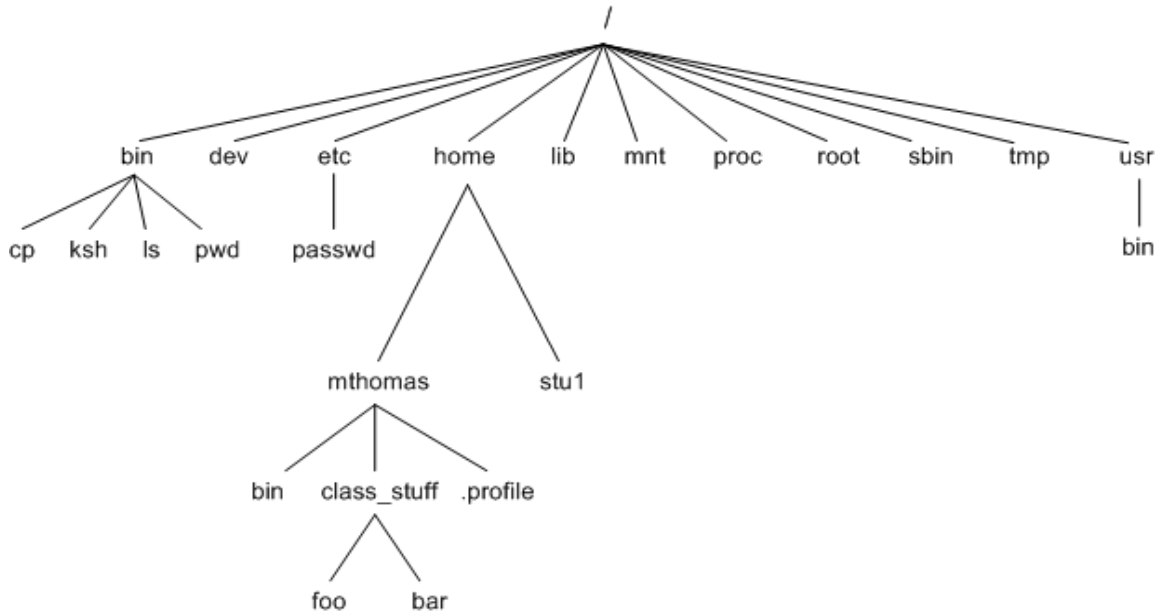 /
bin dev etc home lib mnt proc root sbin tmp usr
cp ksh ls pwd passwd bin
mthomas stu1
bin class_stuff .profile
foo bar